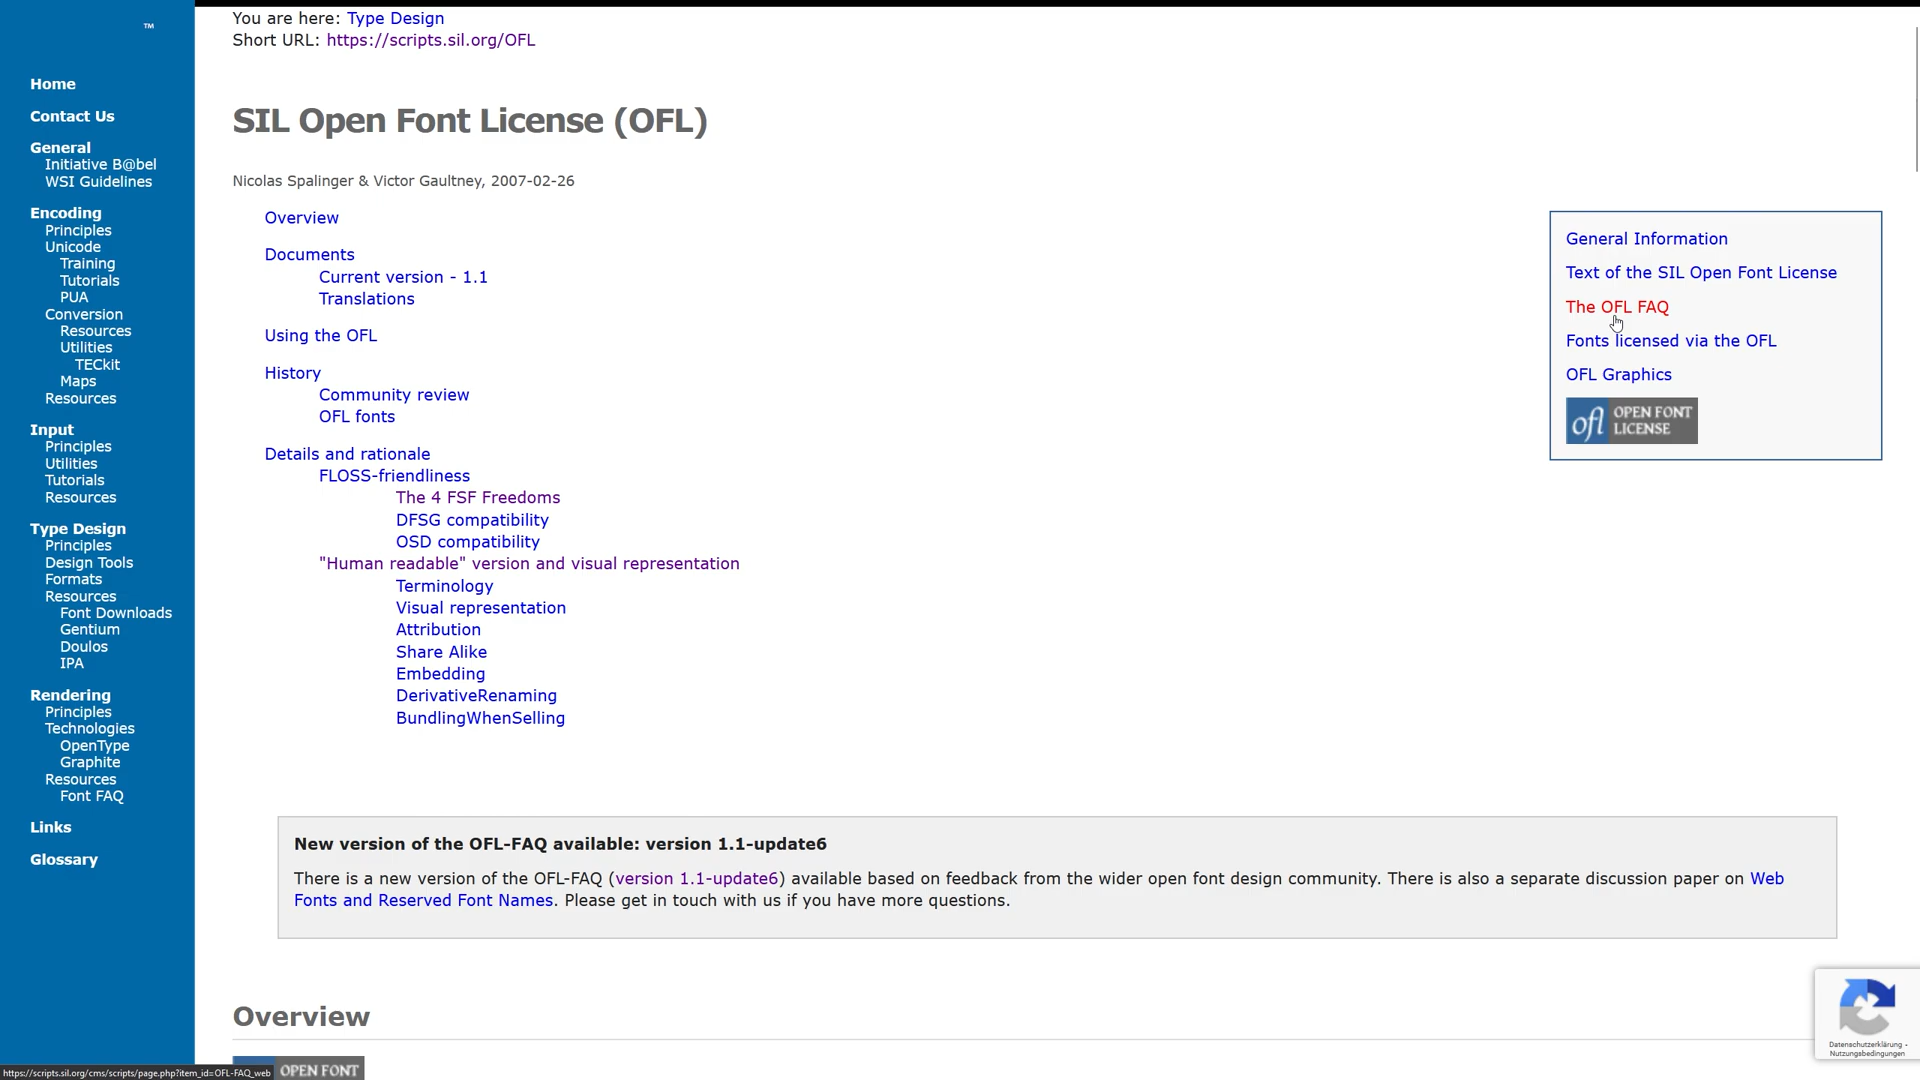 ™
Home
Contact Us
General
Initiative B@bel
WSI Guidelines
Encoding
Principles
Unicode
Training
Tutorials
PUA
Conversion
Resources
Utilities
TECkit
Maps
Resources
Input
Principles
Utilities
Tutorials
Resources
Type Design
Principles
Design Tools
Formats
Resources
Font Downloads
Gentium
Doulos
IPA
Rendering
Principles
Technologies
OpenType
Graphite
Resources
Font FAQ
Links
Glossary
You are here: Type Design
Short URL: https://scripts.sil.org/OFL
SIL Open Font License (OFL)
Nicolas Spalinger & Victor Gaultney, 2007-02-26
Overview
Documents
Current version - 1.1
Translations
Using the OFL
History
Community review
OFL fonts
Details and rationale
FLOSS-friendliness
The 4 FSF Freedoms
DFSG compatibility
OSD compatibility
"Human readable" version and visual representation
Terminology
Visual representation
Attribution
Share Alike
Embedding
DerivativeRenaming
BundlingWhenSelling
General Information
Text of the SIL Open Font License
The OFL FAQ
Fonts licensed via the OFL
OFL Graphics
ofl OPEN FONT
LICENSE
New version of the OFL-FAQ available: version 1.1-update6
There is a new version of the OFL-FAQ (version 1.1-update6) available based on feedback from the wider open font design community. There is also a separate discussion paper on Web
Fonts and Reserved Font Names. Please get in touch with us if you have more questions.
Overview
OPEN FONT
Datenschutzerklärung -
Nutzungsbedingungen
https://scripts.sil.org/cms/scripts/page.php?item_id=OFL-FAQ_web